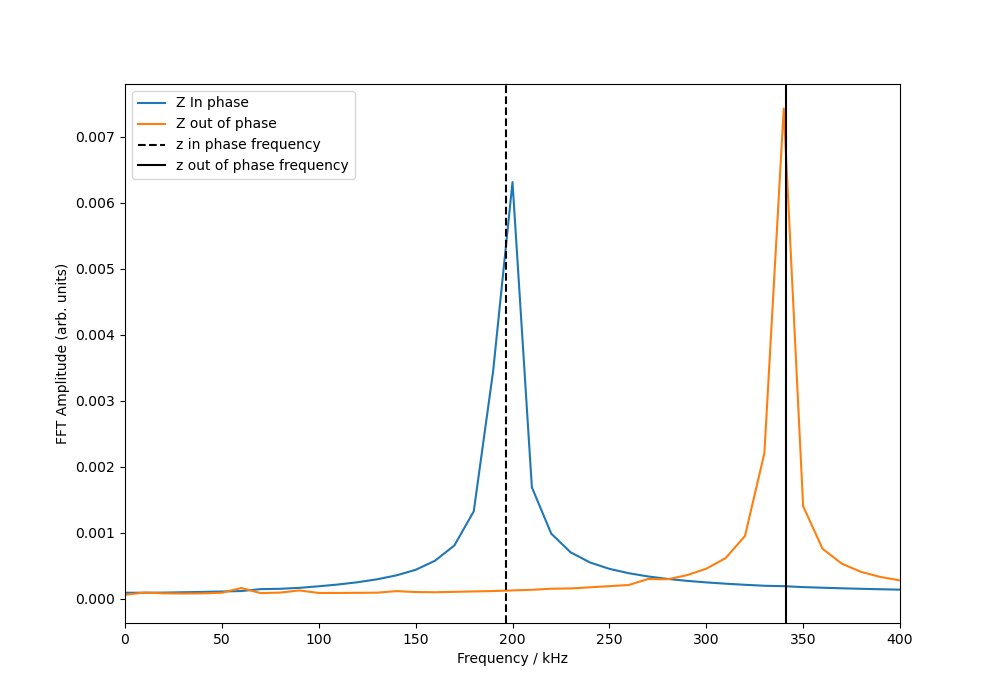 Z In phase
Z out of phase
z in phase frequency
z out of phase frequency
FFT Amplitude (arb. units)
0.007
0.006
0.005
0.004
0.003
0.002
0.001
0.000
0 50 100 150 200 250 300 350 400
Frequency / kHz